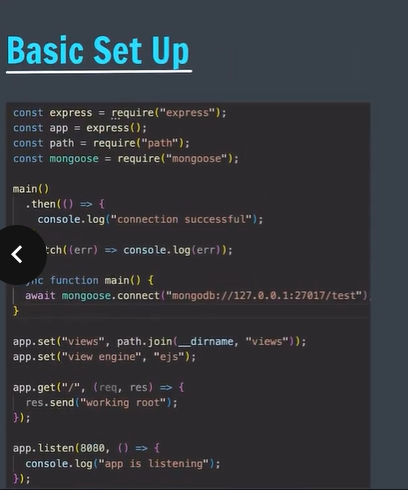 Basic Set Up
const express = require("express");
const app = express();
const path = require("path");
const mongoose = require("mongoose");
main()
.then(() => {
console.log("connection successful");
tch((err) => console.log(err));
nc function main() {
await mongoose.connect("mongodb://127.0.0.1:27017/test")
}
app.set("views", path.join(__dirname, "views"));
app.set("view engine", "ejs");
app.get("/", (req, res) => {
res.send("working root");
});
app.listen(8080, () => {
console.log("app is listening");
});